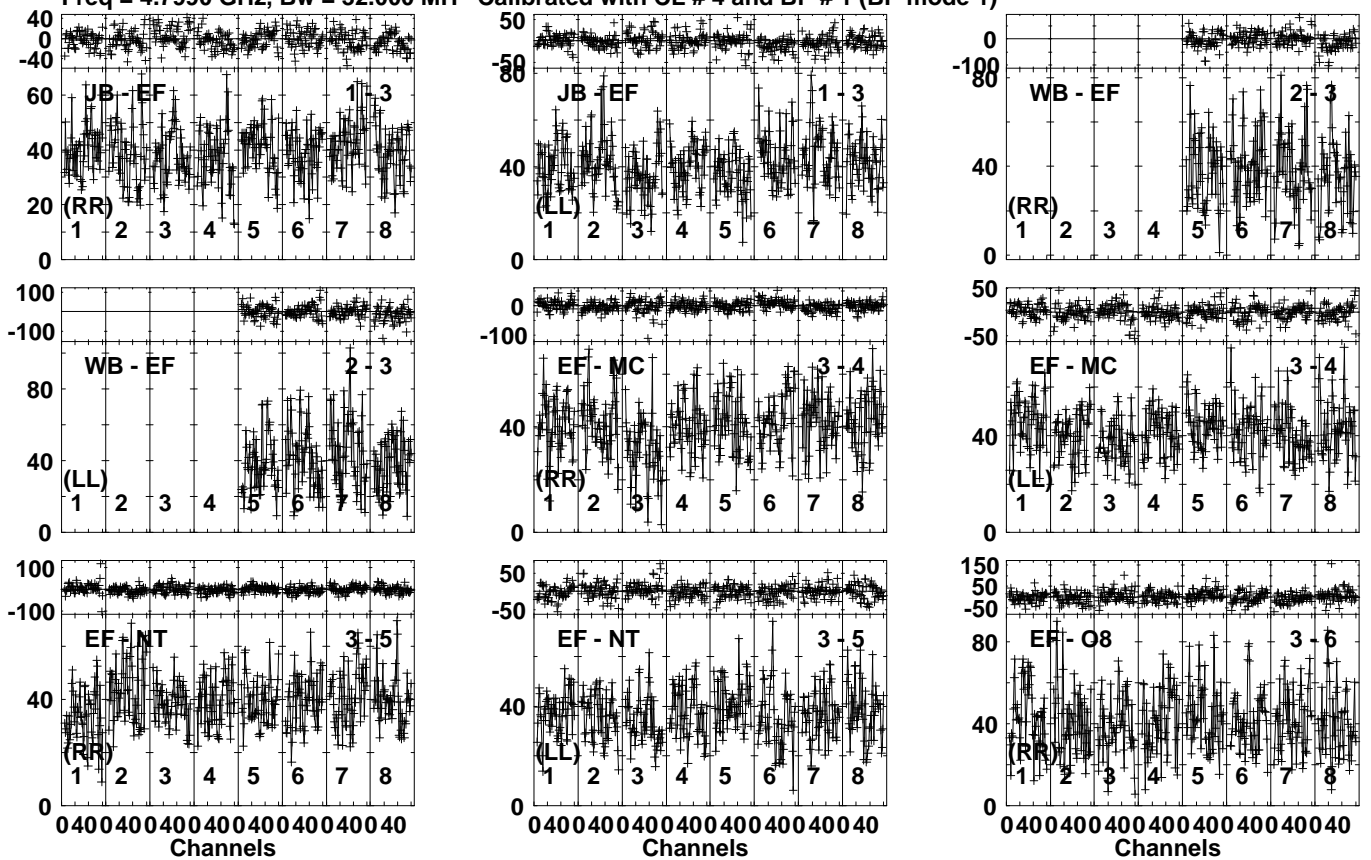 GHz, Bw = 32.000 MH Calibrated with CL # 4 and BP # 1 (BP mode 1)
40 0 -40 50 -50 0 -100
60 40 20 0 80 40 0 80 40 0
JB - EF 1 - 3 JB - EF 1 - 3 WB - EF 2 - 3
(RR) (LL) (RR)
1 2 3 4 5 6 7 8 1 2 3 4 5 6 7 8 1 2 3 4 5 6 7 8
100 -100 0 -100 50 -50
80 40 0 40 0 40 0
WB - EF 2 - 3 EF - MC 3 - 4 EF - MC 3 - 4
(LL) (RR) (LL)
1 2 3 4 5 6 7 8 1 2 3 4 5 6 7 8 1 2 3 4 5 6 7 8
100 -100 50 -50 150 50 -50
40 0 40 0 80 40 0
EF - NT 3 - 5 EF - NT 3 - 5 EF - O8 3 - 6
(RR) (LL) (RR)
1 2 3 4 5 6 7 8 1 2 3 4 5 6 7 8 1 2 3 4 5 6 7 8
0 40 0 40 0 40 0 40 0 40 0 40 0 40 0 40 0 40 0 40 0 40 0 40 0 40 0 40 0 40 0 40 0 40 0 40 0 40 0 40 0 40 0 40 0 40 0 40
Channels Channels Channels